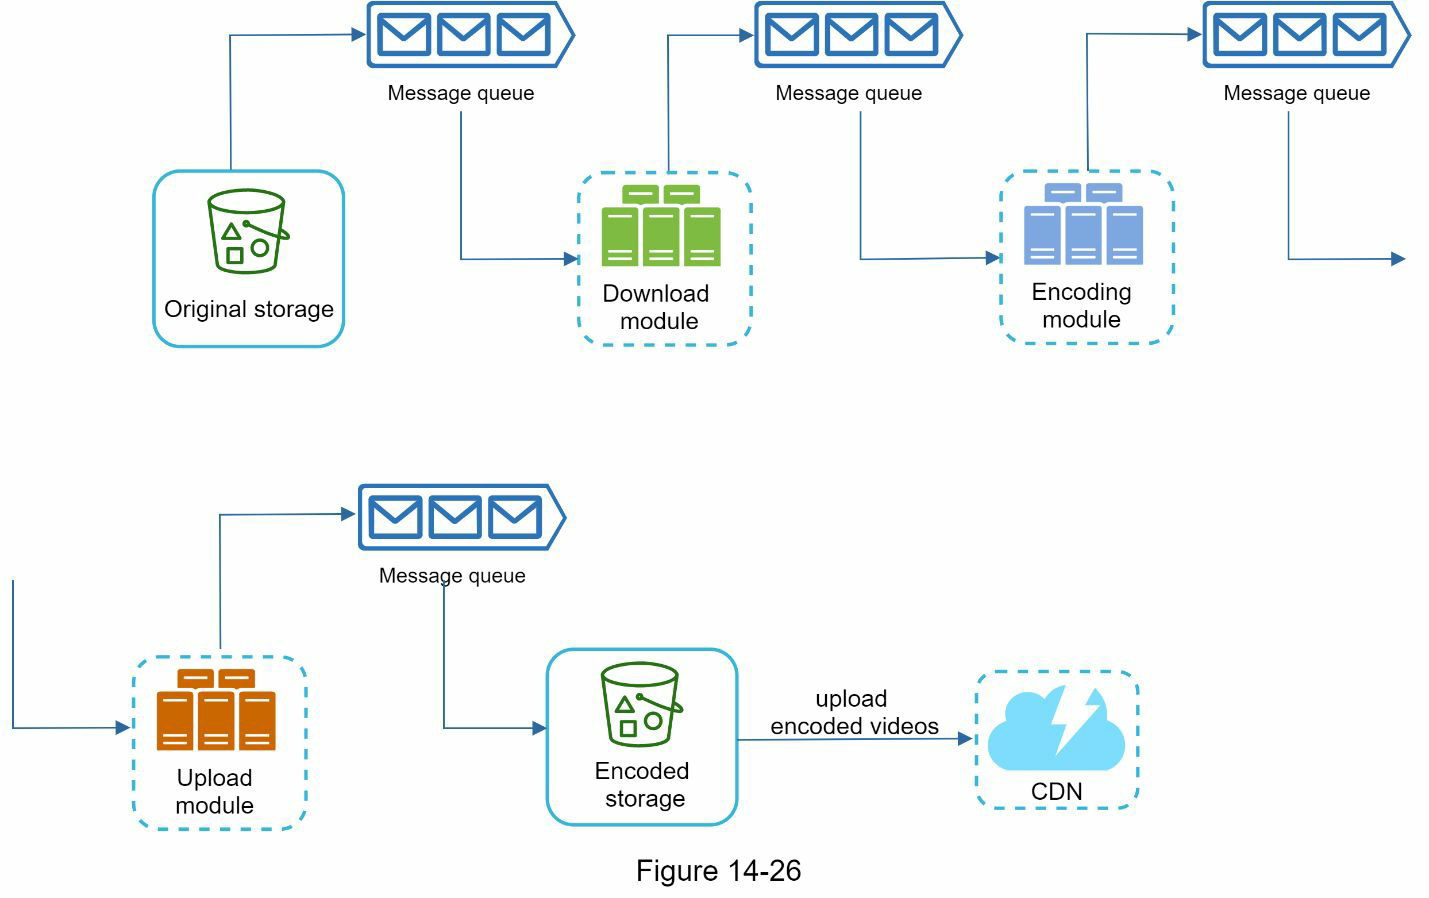 Message queue
Message queue
Message queue
Original storage
Download
module
Encoding
module
Message queue
Upload
module
Encoded
storage
upload
encoded videos
CDN
Figure 14-26